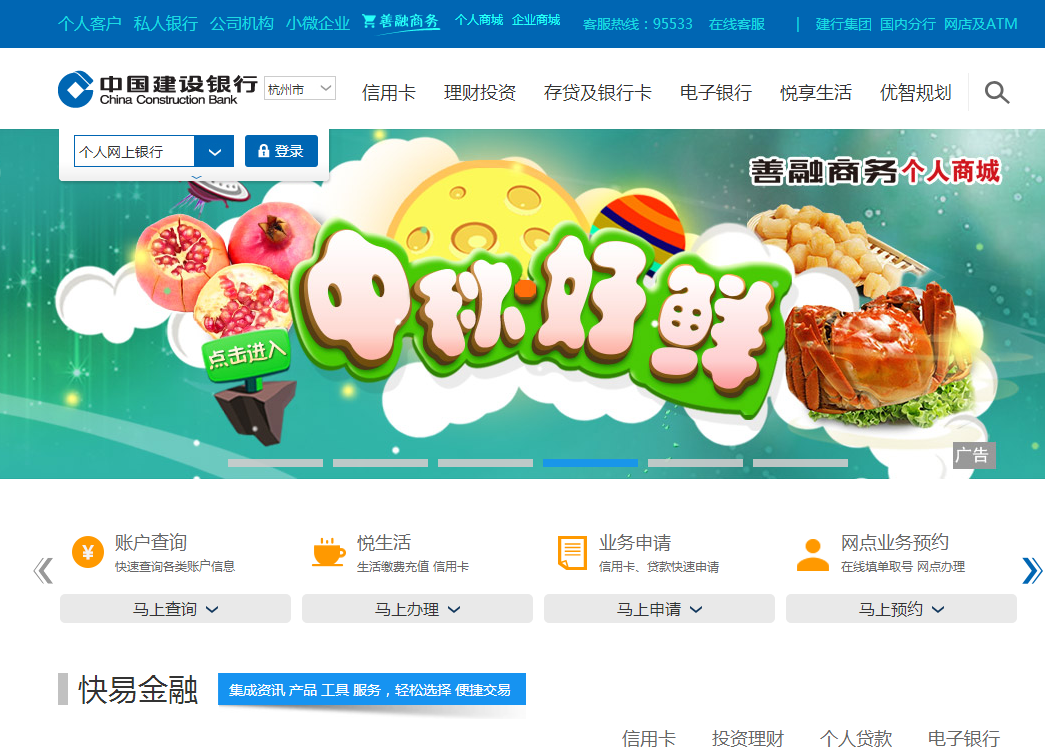 个人客户 私人银行 公司机构 小微企业 善融商务 个人商城 企业商城 客服热线：95533 在线客服 | 建行集团 国内分行 网店及ATM
中国建设银行
China Construction Bank
杭州市
信用卡 理财投资 存贷及银行卡 电子银行 悦享生活 优智规划
个人网上银行 登录
善融商务个人商城
中秋·好鲜
点击进入
广告
账户查询
快速查询各类账户信息
马上查询
悦生活
生活缴费充值 信用卡
马上办理
业务申请
信用卡、贷款快速申请
马上申请
网点业务预约
在线填单取号 网点办理
马上预约
快易金融
集成资讯 产品 工具 服务，轻松选择 便捷交易
信用卡 投资理财 个人贷款 电子银行